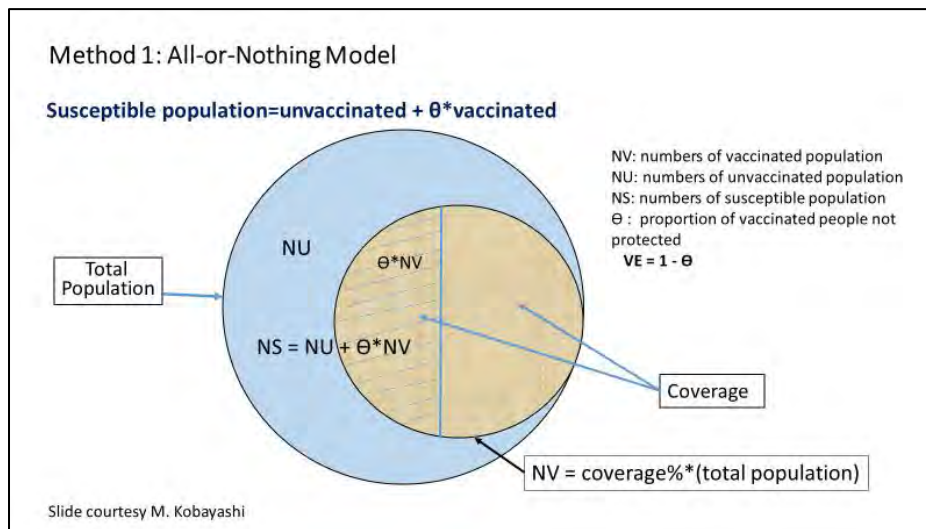 Method 1: All-or-Nothing Model
Susceptible population=unvaccinated + θ*vaccinated
NV: numbers of vaccinated population
NU: numbers of unvaccinated population
NS: numbers of susceptible population
Ɵ : proportion of vaccinated people not
protected
VE = 1 - Ɵ
NU
Ɵ*NV
Total
Population
NS = NU + Ɵ*NV
Coverage
NV = coverage%*(total population)
Slide courtesy M. Kobayashi